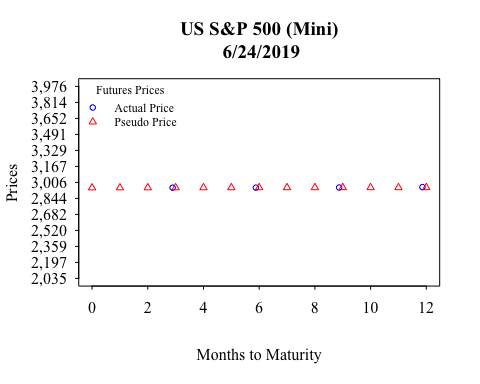 US S&P 500 (Mini)
6/24/2019
Futures Prices
Actual Price
Pseudo Price
Prices
3,976
3,814
3,652
3,491
3,329
3,167
3,006
2,844
2,682
2,520
2,359
2,197
2,035
0 2 4 6 8 10 12
Months to Maturity